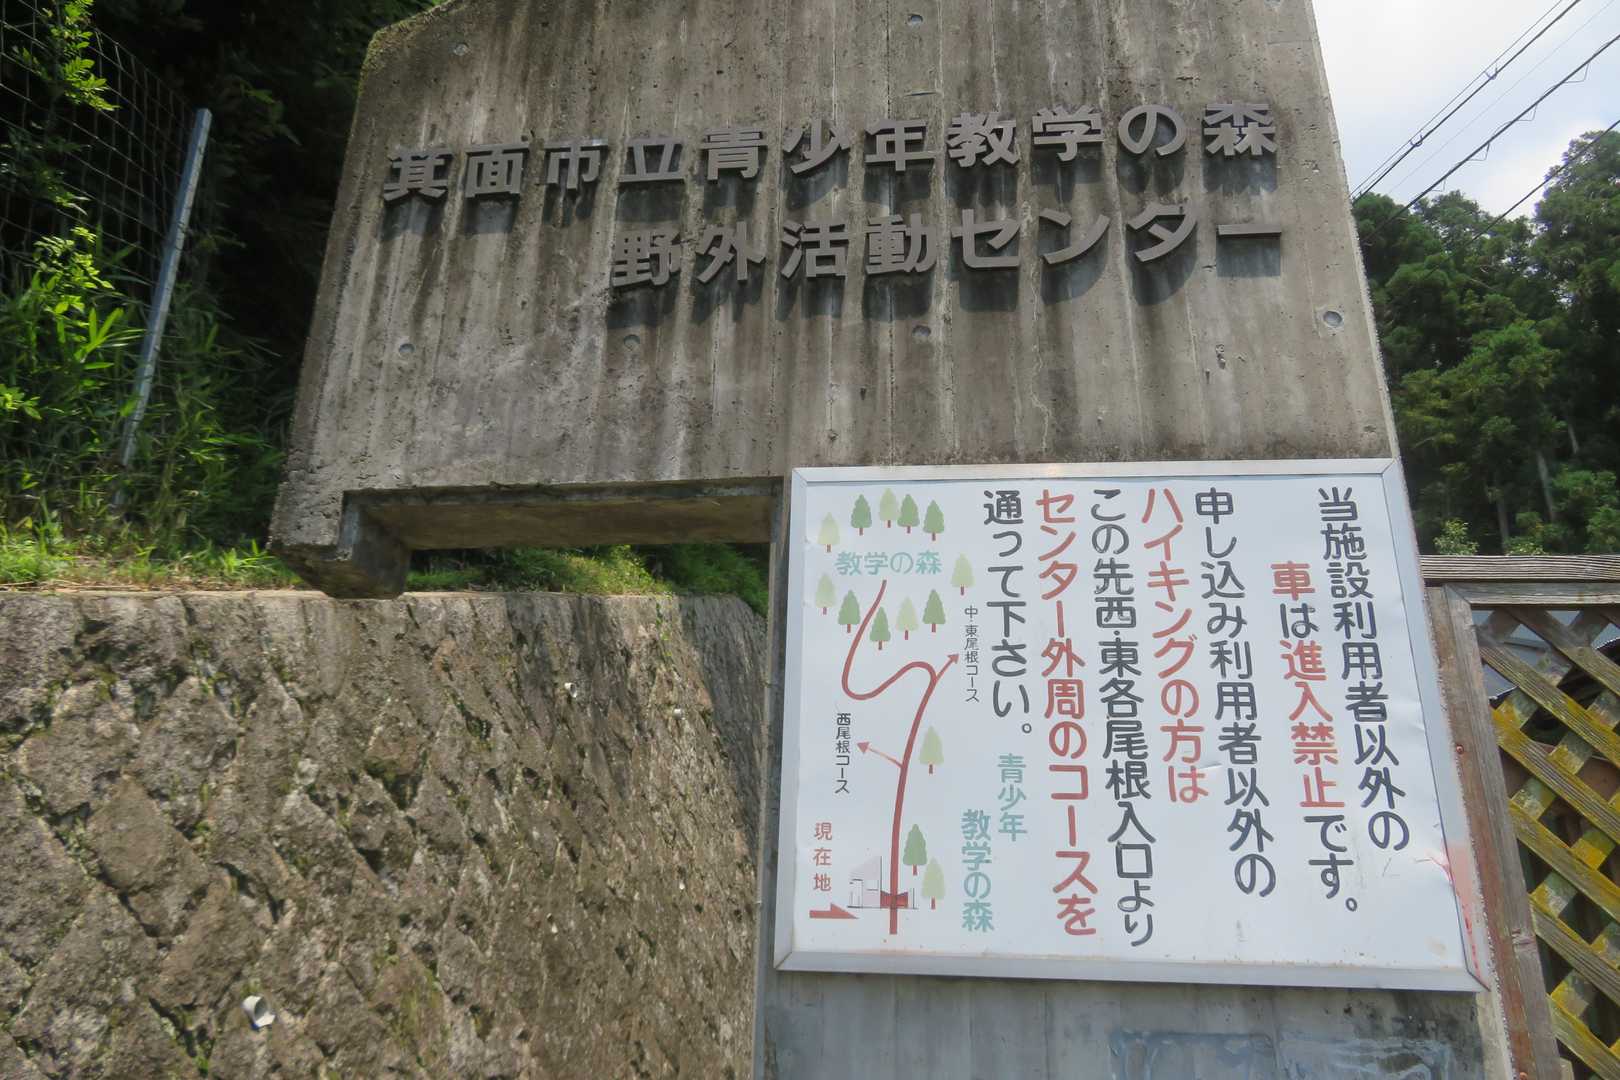 箕面市立青少年教学の森
野外活動センター
当施設利用者以外の
車は進入禁止です。
申し込み利用者以外の
ハイキングの方は
この先西・東各尾根入口より
センター外周のコースを
通って下さい。
青少年
教学の森
教学の森
中・東尾根コース
西尾根コース
現在地